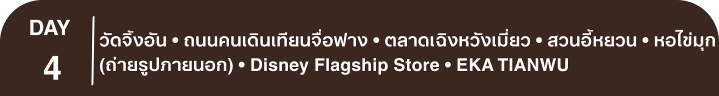 DAY
4
วัดจิ้งอัน • ถนนคนเดินเทียนจื่อฟาง • ตลาดเฉิงหวังเมี่ยว • สวนอี้หยวน • หอไข่มุก
(ถ่ายรูปภายนอก) • Disney Flagship Store • EKA TIANWU